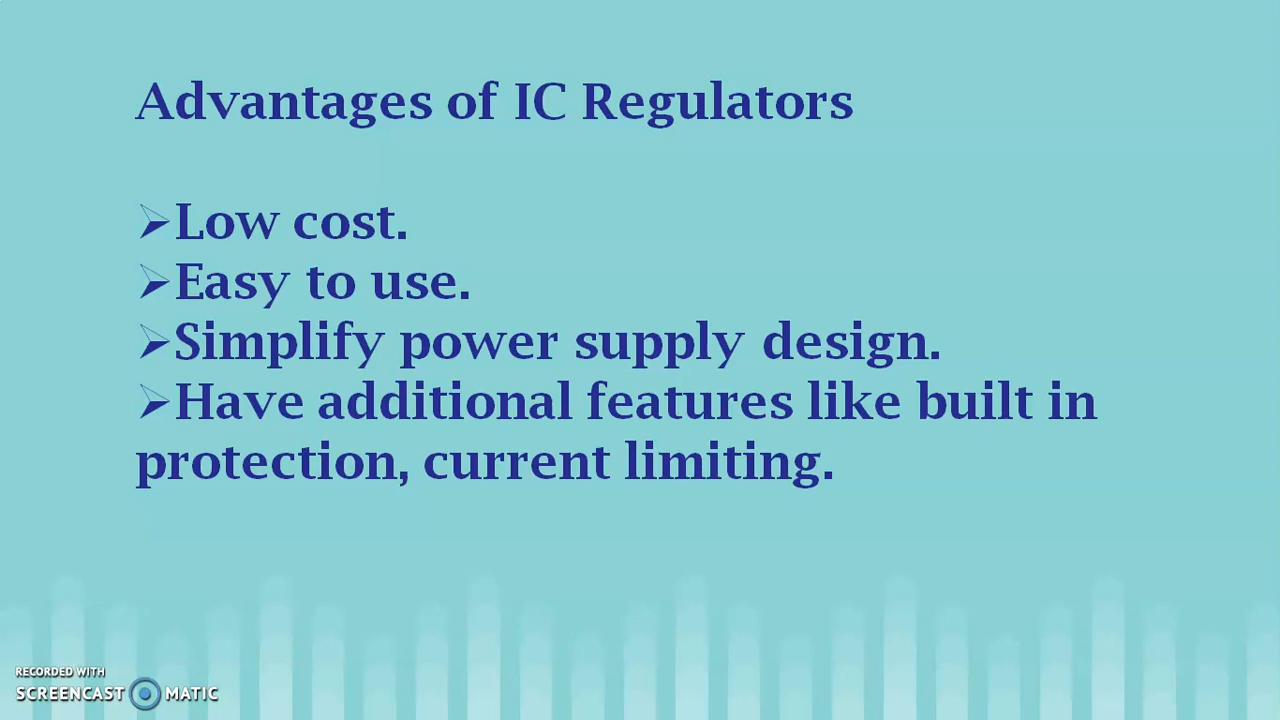 Advantages of IC Regulators
➢Low cost.
➢Easy to use.
➢Simplify power supply design.
➢Have additional features like built in
protection, current limiting.
RECORDED WITH
SCREENCAST MATIC